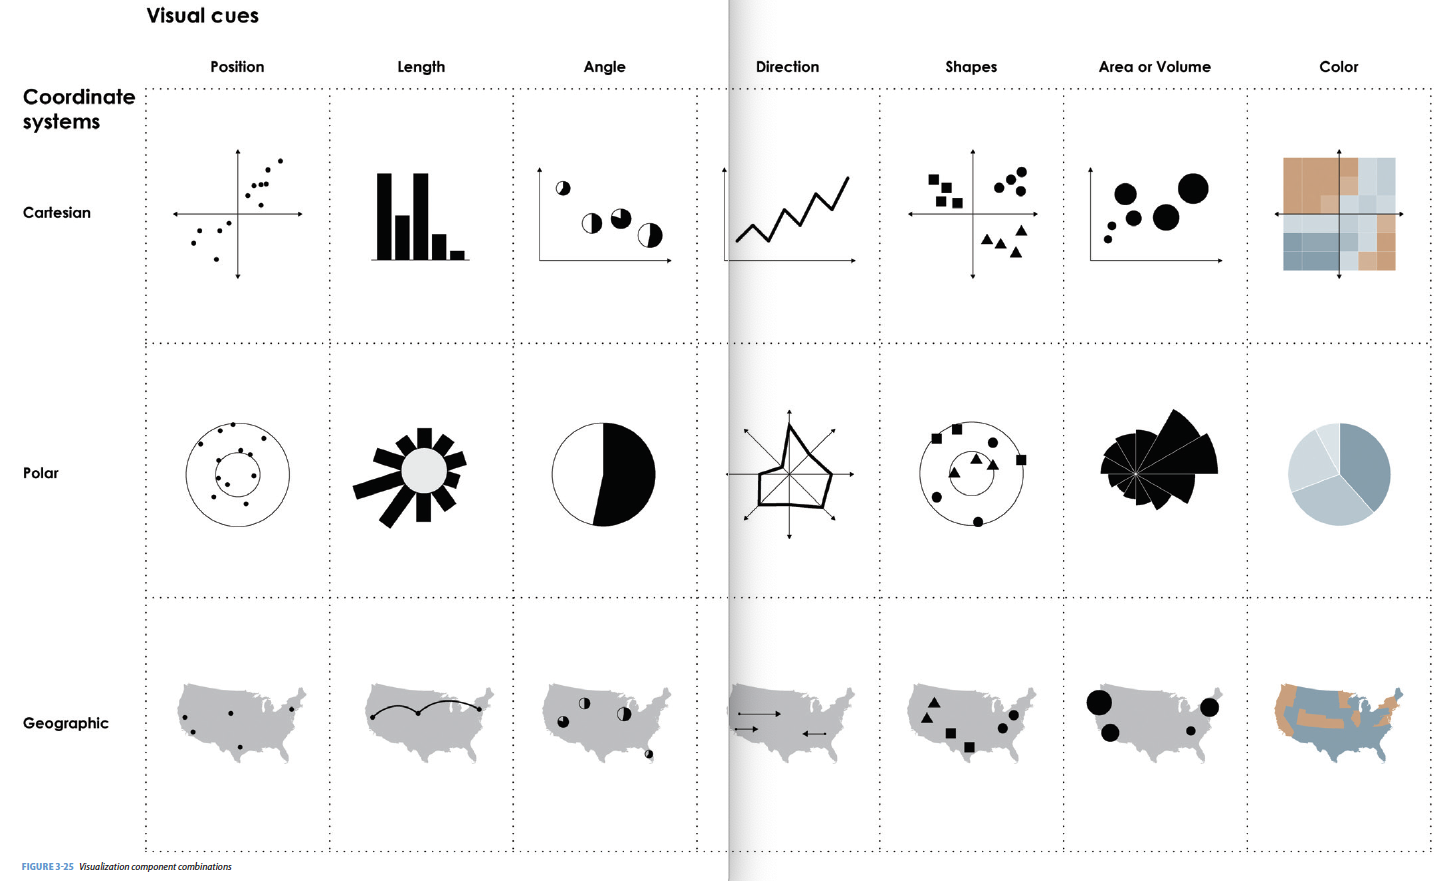 Visual cues
Position
Length
Angle
Direction
Shapes
Area or Volume
Color
Coordinate
systems
Cartesian
Polar
Geographic
FIGURE 3-25 Visualization component combinations